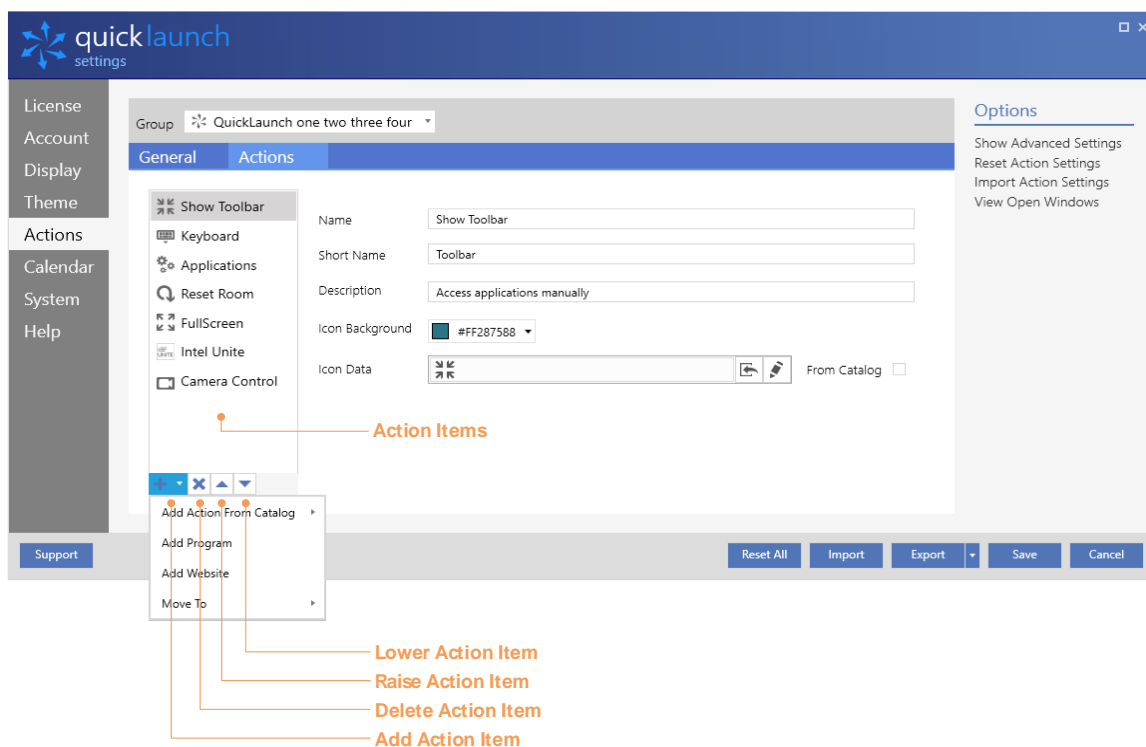 quicklaunch
settings
License
Account
Display
Theme
Actions
Calendar
System
Help
Group QuickLaunch one two three four
General Actions
Show Toolbar
Keyboard
Applications
Reset Room
FullScreen
Intel Unite
Camera Control
Name Show Toolbar
Short Name Toolbar
Description Access applications manually
Icon Background #FF287588
Icon Data From Catalog
Action Items
Options
Show Advanced Settings
Reset Action Settings
Import Action Settings
View Open Windows
Add Action From Catalog
Add Program
Add Website
Move To
Support Reset All Import Export Save Cancel
Lower Action Item
Raise Action Item
Delete Action Item
Add Action Item